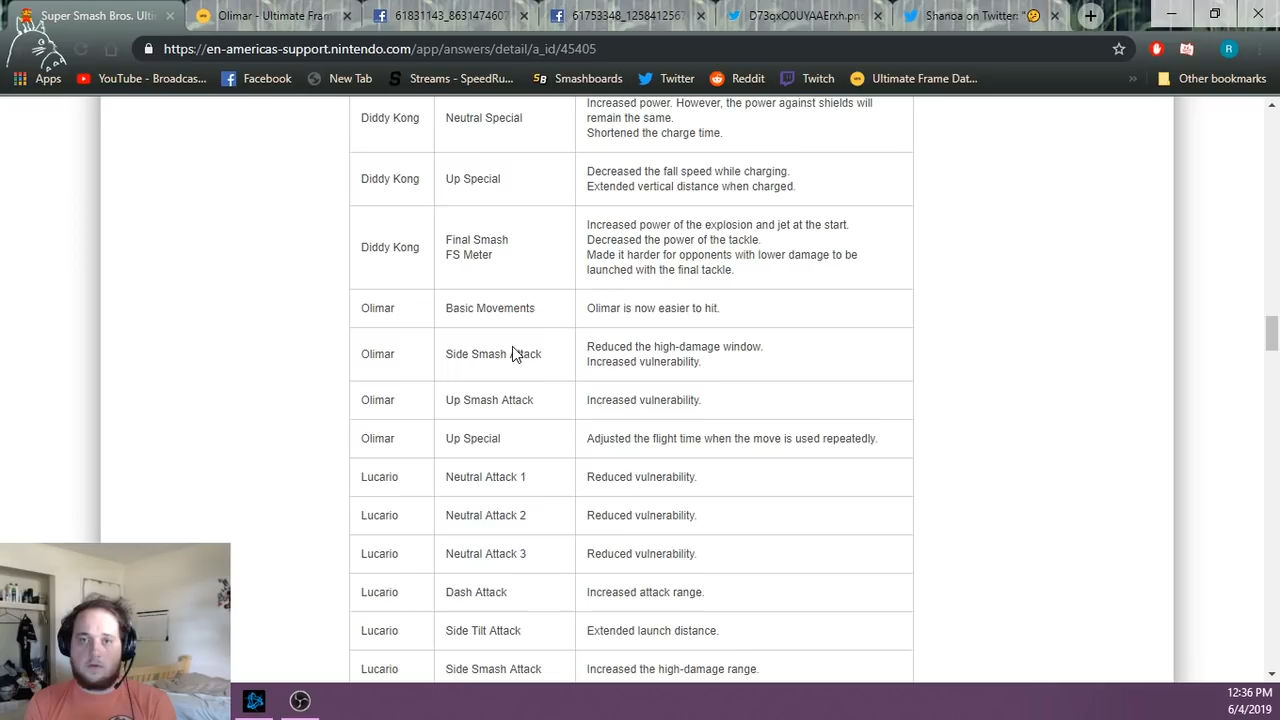 Super Smash Bros. Ulti
Olimar - Ultimate Fram
61831143_863547460
61753348_1258412567
D73qxO0UYAAErxh.png
Shanoa on Twitter: "
https://en-americas-support.nintendo.com/app/answers/detail/a_id/45405
R
Apps
YouTube - Broadcas...
Facebook
New Tab
Streams - SpeedRu...
Smashboards
Twitter
Reddit
Twitch
Ultimate Frame Dat...
Other bookmarks
Diddy Kong
Neutral Special
Increased power. However, the power against shields will
remain the same.
Shortened the charge time.
Diddy Kong
Up Special
Decreased the fall speed while charging.
Extended vertical distance when charged.
Diddy Kong
Final Smash
FS Meter
Increased power of the explosion and jet at the start.
Decreased the power of the tackle.
Made it harder for opponents with lower damage to be
launched with the final tackle.
Olimar
Basic Movements
Olimar is now easier to hit.
Olimar
Side Smash Attack
Reduced the high-damage window.
Increased vulnerability.
Olimar
Up Smash Attack
Increased vulnerability.
Olimar
Up Special
Adjusted the flight time when the move is used repeatedly.
Lucario
Neutral Attack 1
Reduced vulnerability.
Lucario
Neutral Attack 2
Reduced vulnerability.
Lucario
Neutral Attack 3
Reduced vulnerability.
Lucario
Dash Attack
Increased attack range.
Lucario
Side Tilt Attack
Extended launch distance.
Lucario
Side Smash Attack
Increased the high-damage range.
12:36 PM
6/4/2019